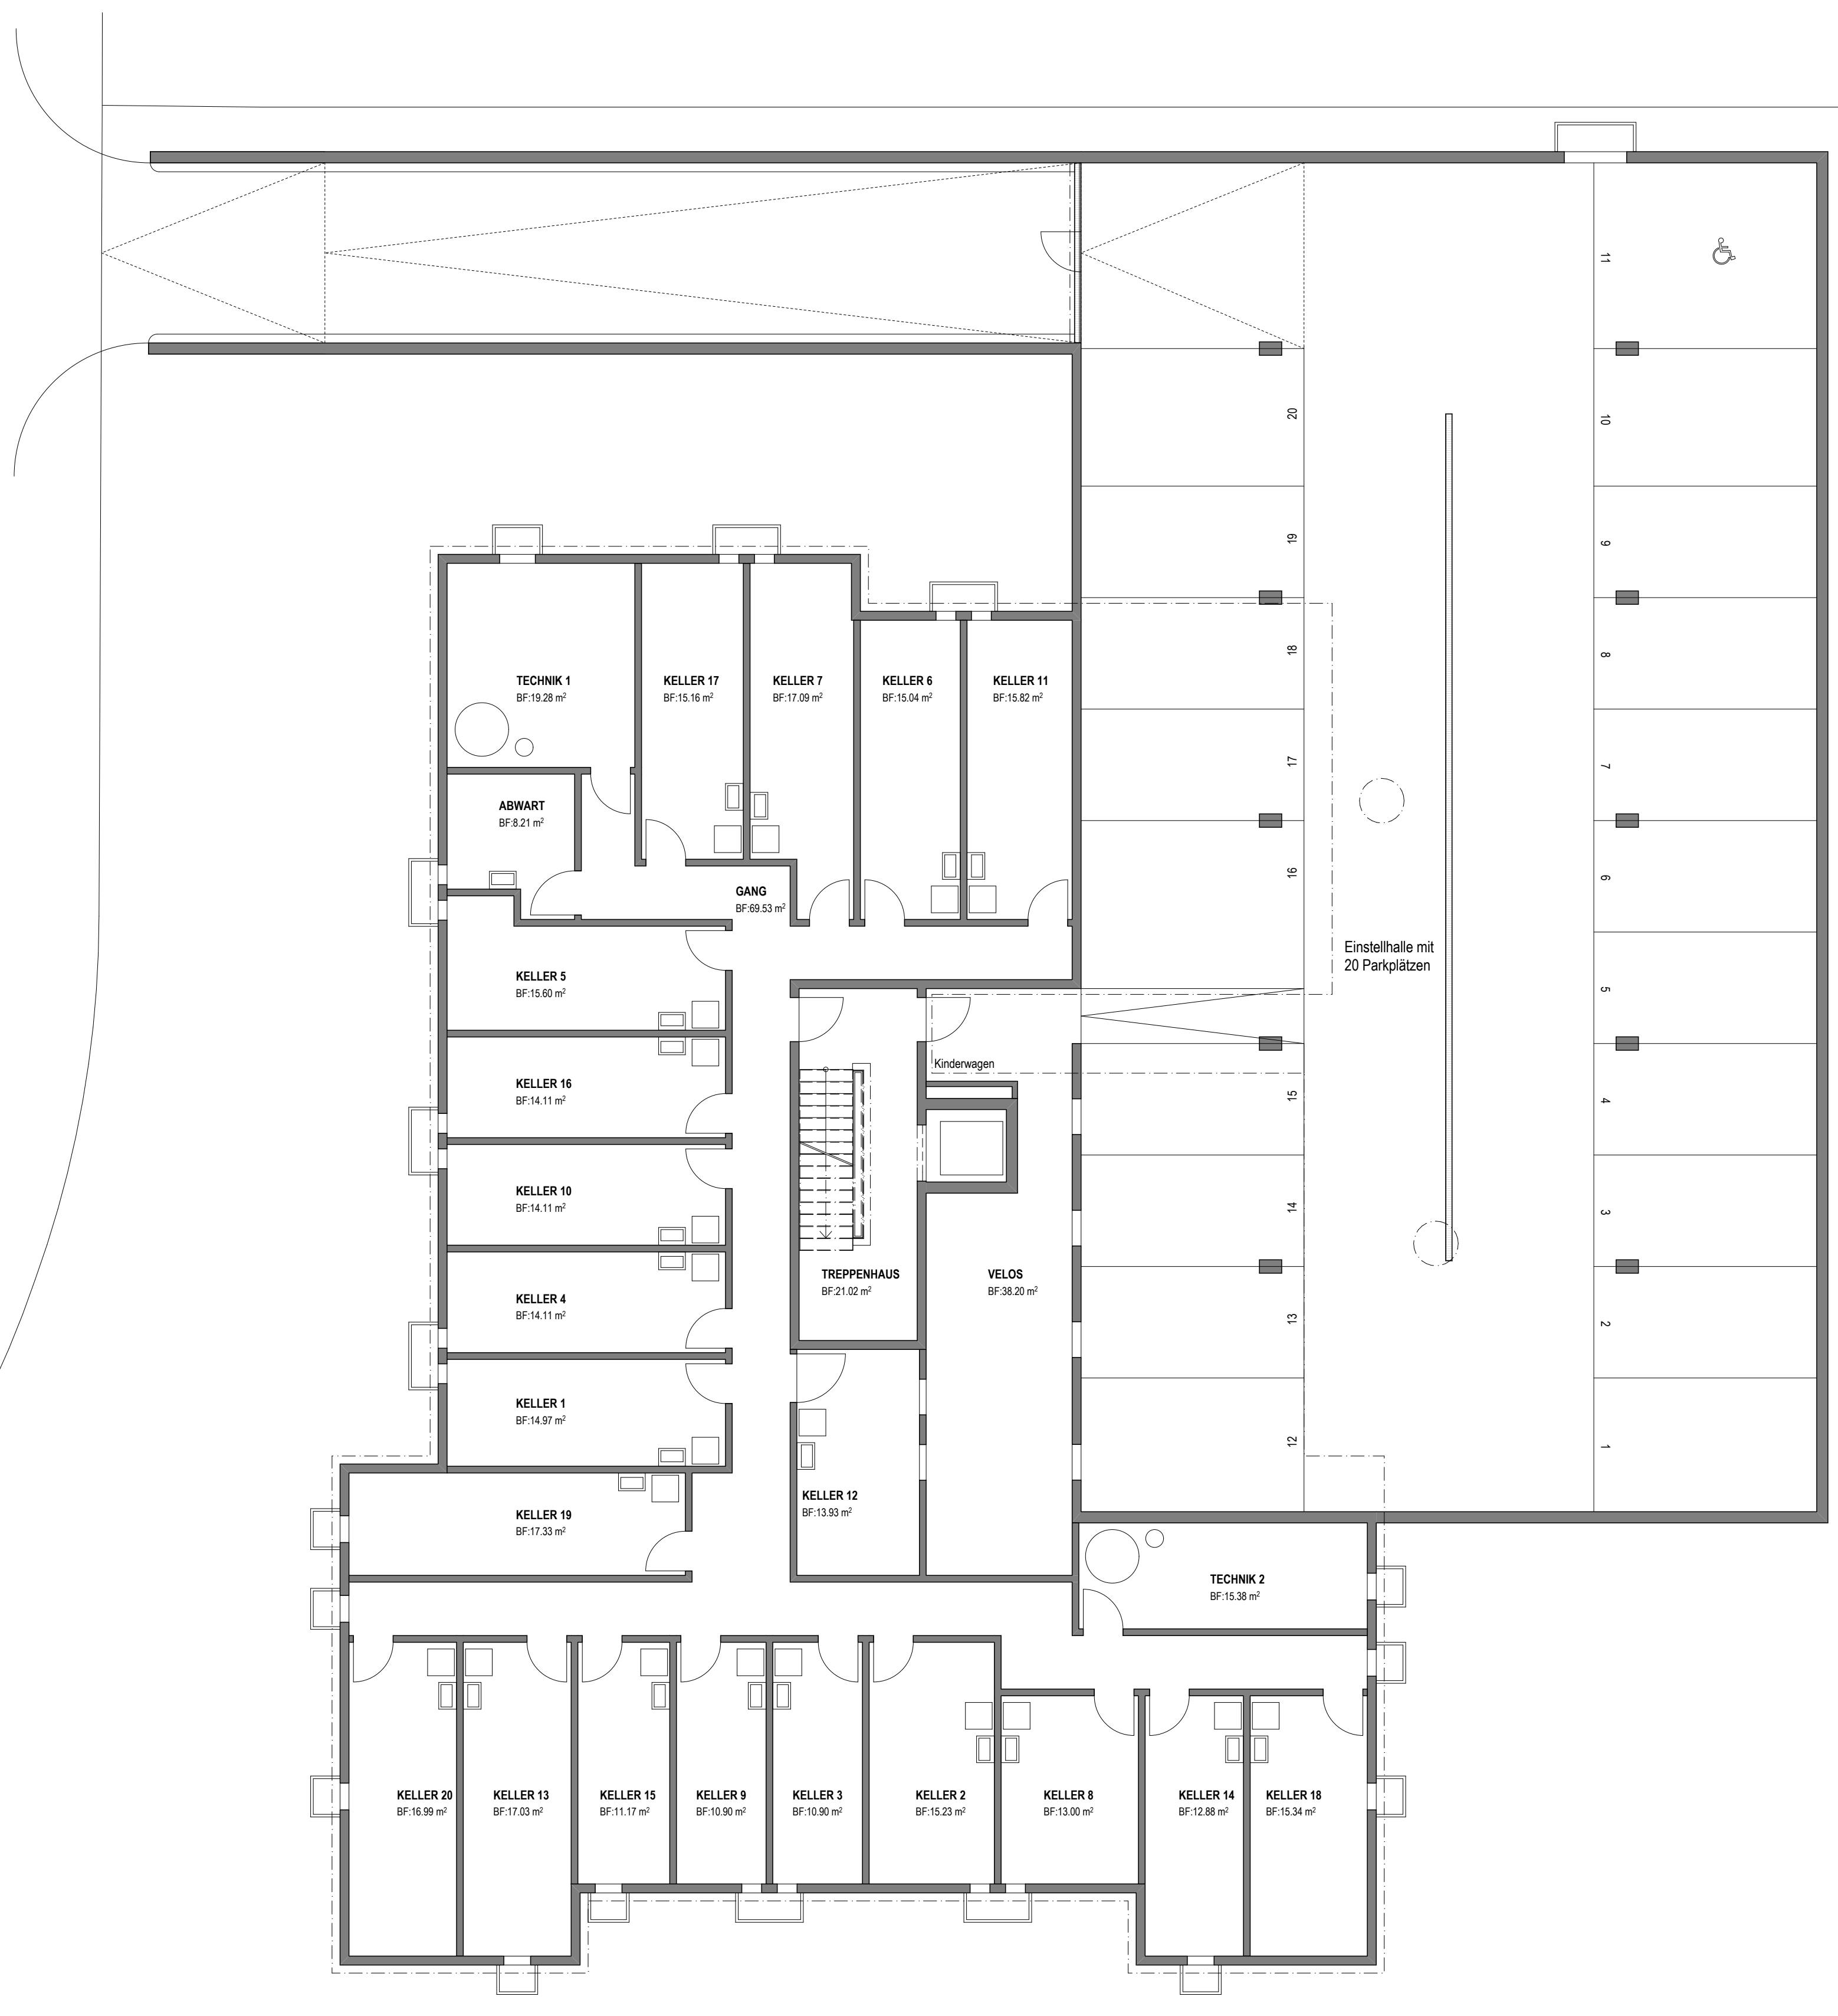 11
20
10
19
9
18
8
17
7
16
6
5
15
4
14
3
13
2
12
1
TECHNIK 1
BF:19.28 m²
KELLER 17
BF:15.16 m²
KELLER 7
BF:17.09 m²
KELLER 6
BF:15.04 m²
KELLER 11
BF:15.82 m²
ABWART
BF:8.21 m²
GANG
BF:69.53 m²
Einstellhalle mit
20 Parkplätzen
KELLER 5
BF:15.60 m²
Kinderwagen
KELLER 16
BF:14.11 m²
KELLER 10
BF:14.11 m²
KELLER 4
BF:14.11 m²
TREPPENHAUS
BF:21.02 m²
VELOS
BF:38.20 m²
KELLER 1
BF:14.97 m²
KELLER 12
BF:13.93 m²
KELLER 19
BF:17.33 m²
TECHNIK 2
BF:15.38 m²
KELLER 20
BF:16.99 m²
KELLER 13
BF:17.03 m²
KELLER 15
BF:11.17 m²
KELLER 9
BF:10.90 m²
KELLER 3
BF:10.90 m²
KELLER 2
BF:15.23 m²
KELLER 8
BF:13.00 m²
KELLER 14
BF:12.88 m²
KELLER 18
BF:15.34 m²